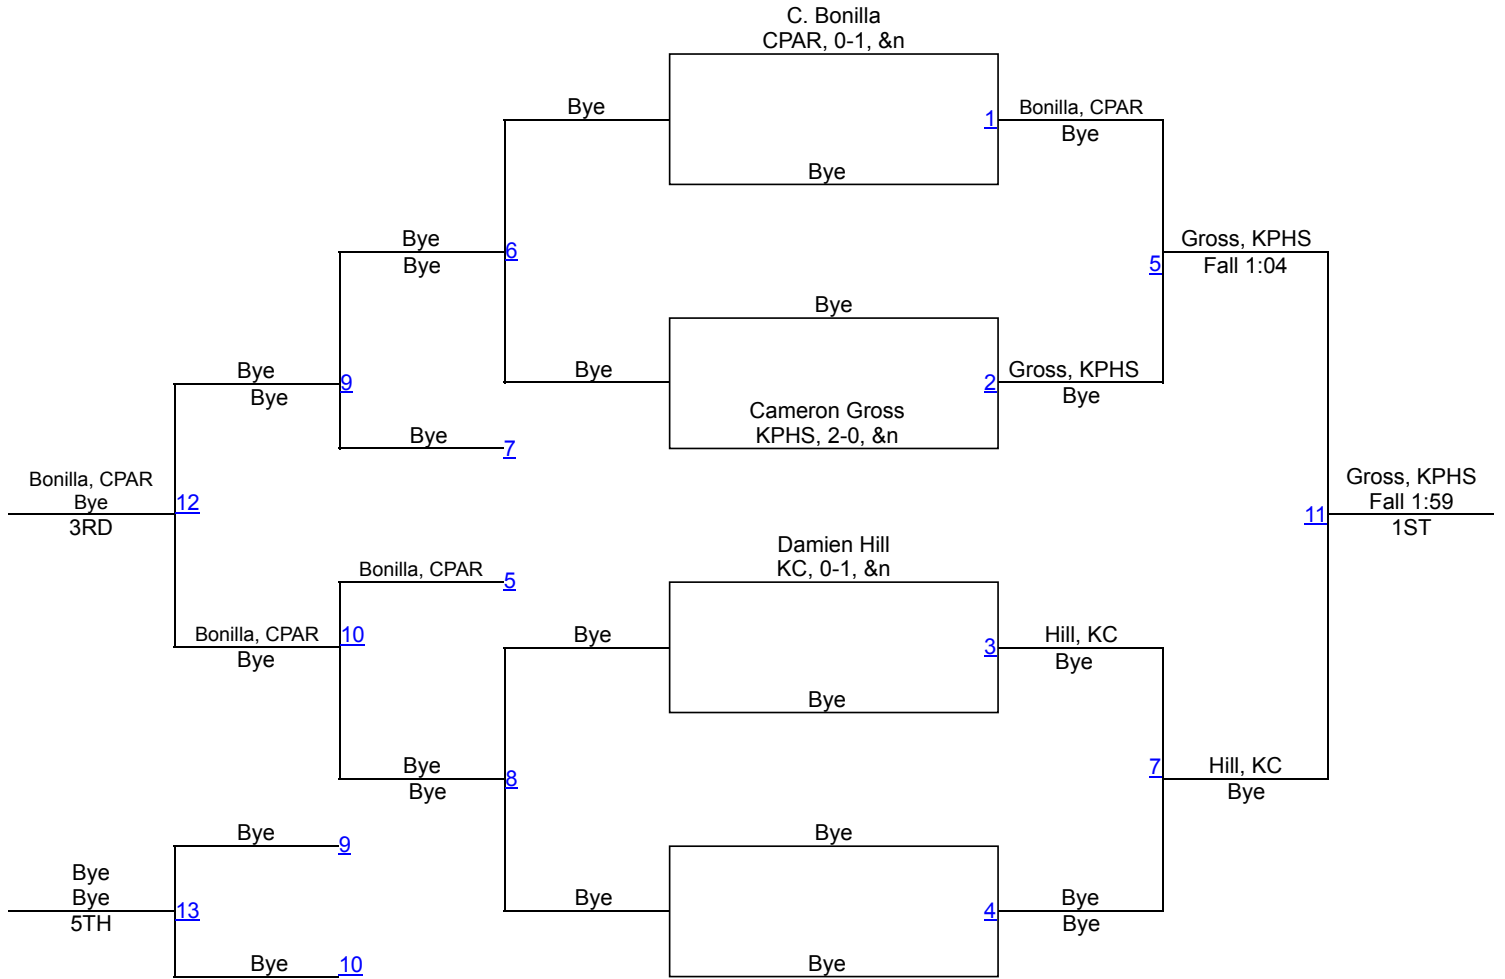 C. Bonilla
CPAR, 0-1, &n
Bye
1
Bonilla, CPAR
Bye
Bye
Bye
6
Bye
Gross, KPHS
5
Fall 1:04
Bye
Bye
9
Bye
Bye
2
Gross, KPHS
Bye
Bye
Cameron Gross
KPHS, 2-0, &n
Bye
7
Bonilla, CPAR
Bye
12
3RD
Gross, KPHS
Fall 1:59
11
1ST
Damien Hill
KC, 0-1, &n
Bonilla, CPAR
5
Bonilla, CPAR
10
Bye
Bye
3
Hill, KC
Bye
Bye
Bye
8
Bye
7
Hill, KC
Bye
Bye
9
Bye
Bye
Bye
13
5TH
Bye
4
Bye
Bye
Bye
10
Bye